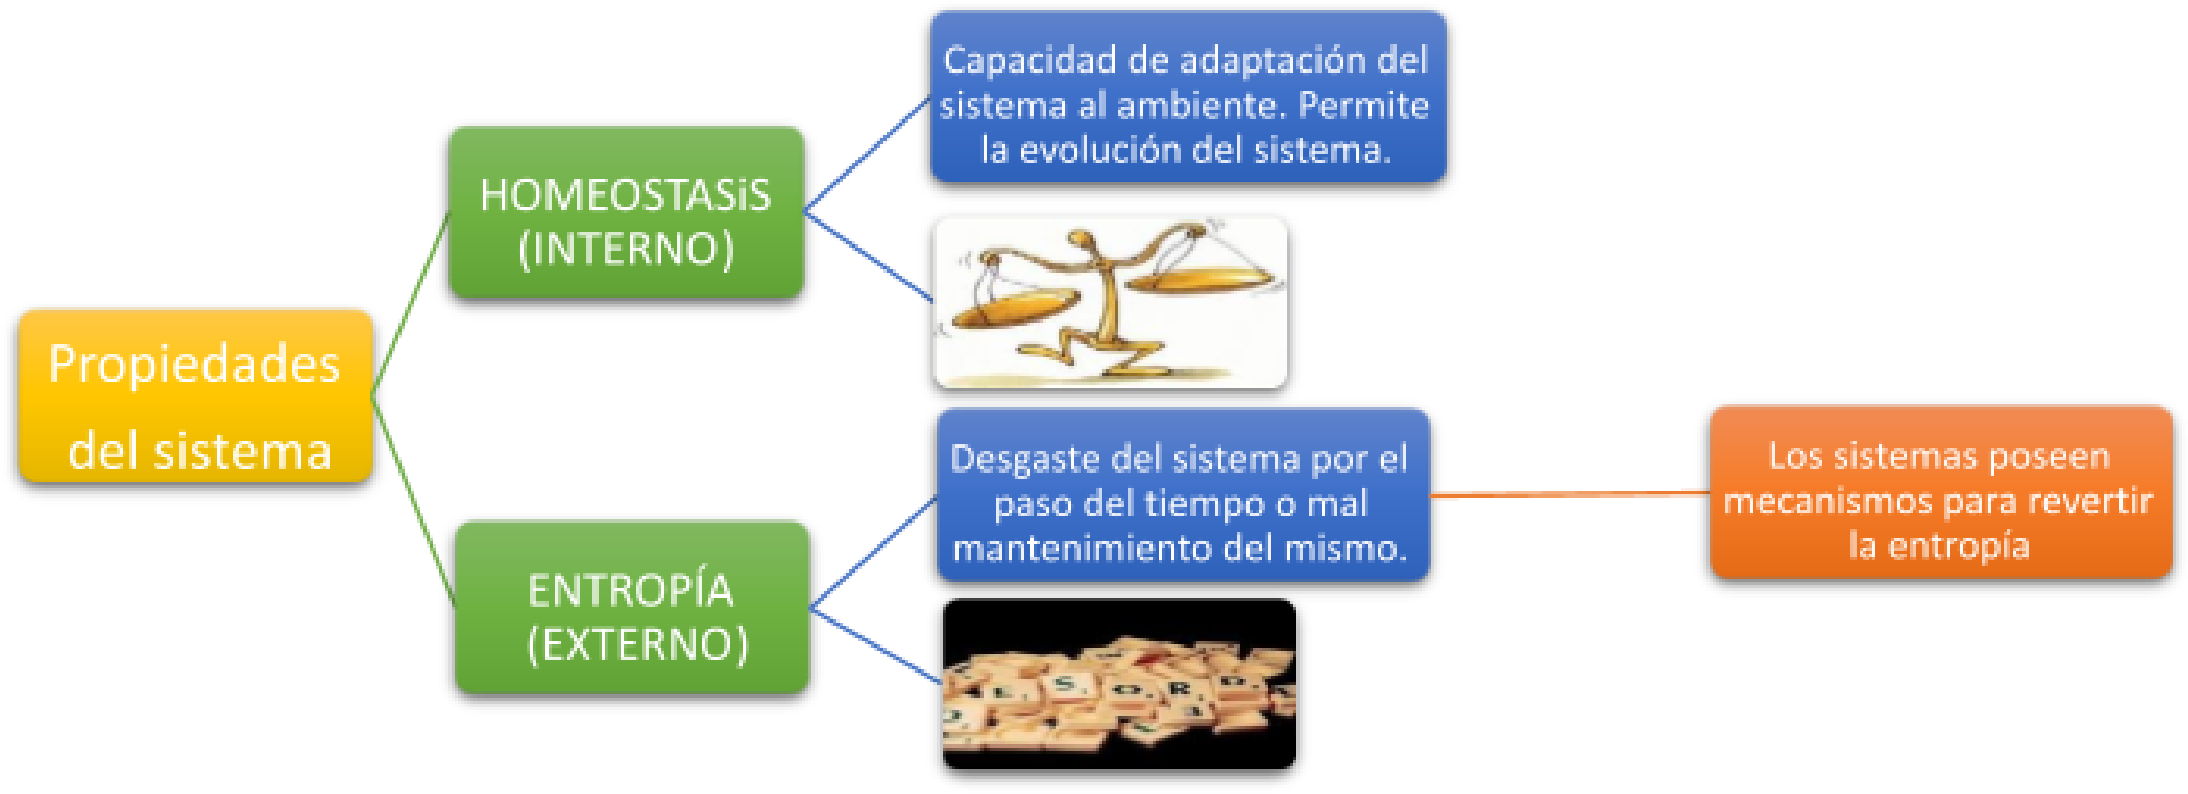 Propiedades
del sistema
HOMEOSTASiS
(INTERNO)
Capacidad de adaptación del
sistema al ambiente. Permite
la evolución del sistema.
ENTROPÍA
(EXTERNO)
Desgaste del sistema por el
paso del tiempo o mal
mantenimiento del mismo.
Los sistemas poseen
mecanismos para revertir
la entropía